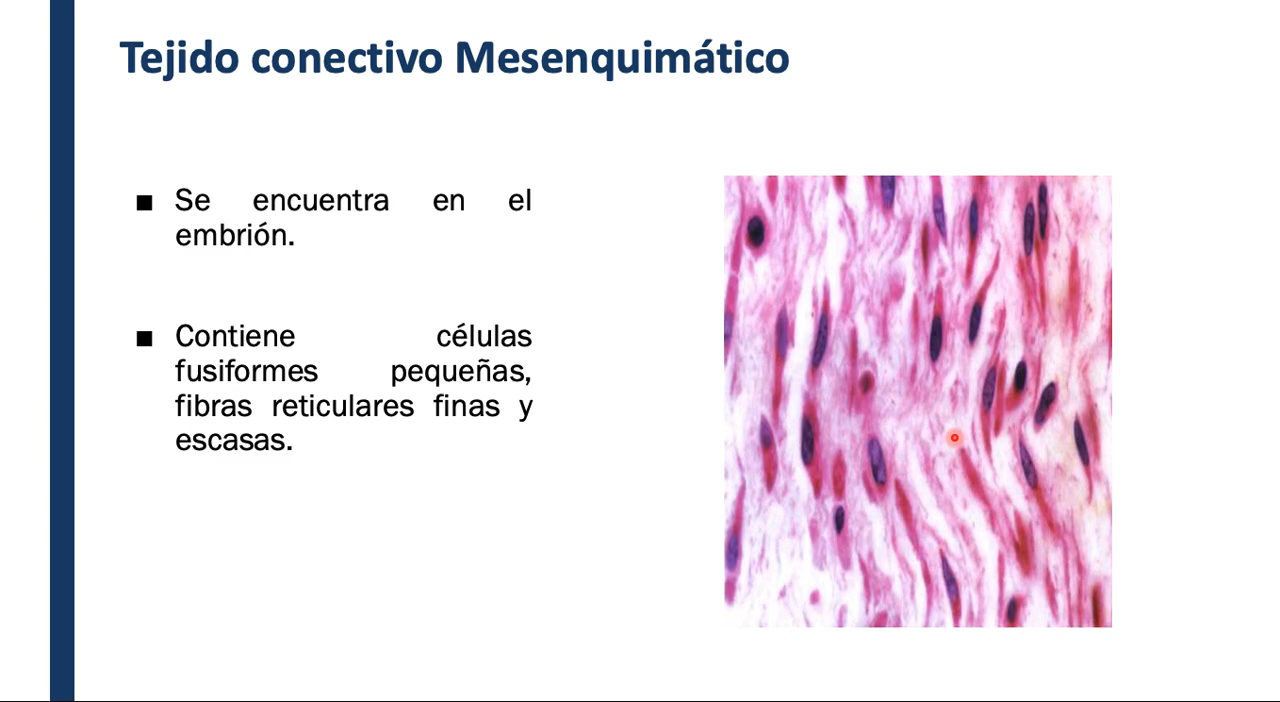 Tejido conectivo Mesenquimático
■ Se encuentra en el
embrión.
■ Contiene células
fusiformes pequeñas,
fibras reticulares finas y
escasas.